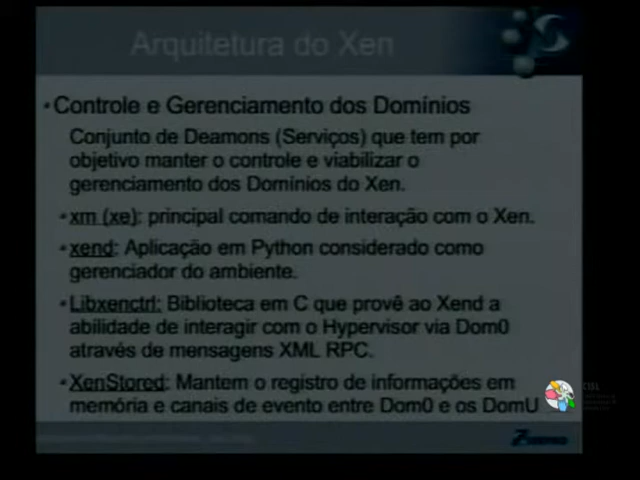 Arquitetura do Xen
•Controle e Gerenciamento dos Domínios
Conjunto de Deamons (Serviços) que tem por
objetivo manter o controle e viabilizar o
gerenciamento dos Domínios do Xen.
•xm (xe): principal comando de interação com o Xen.
•xend: Aplicação em Python considerado como
gerenciador do ambiente.
•Libxenctrl: Biblioteca em C que provê ao Xend a
abilidade de interagir com o Hypervisor via Dom0
através de mensagens XML RPC.
•XenStored: Mantem o registro de informações em
memória e canais de evento entre Dom0 e os DomU
CISL